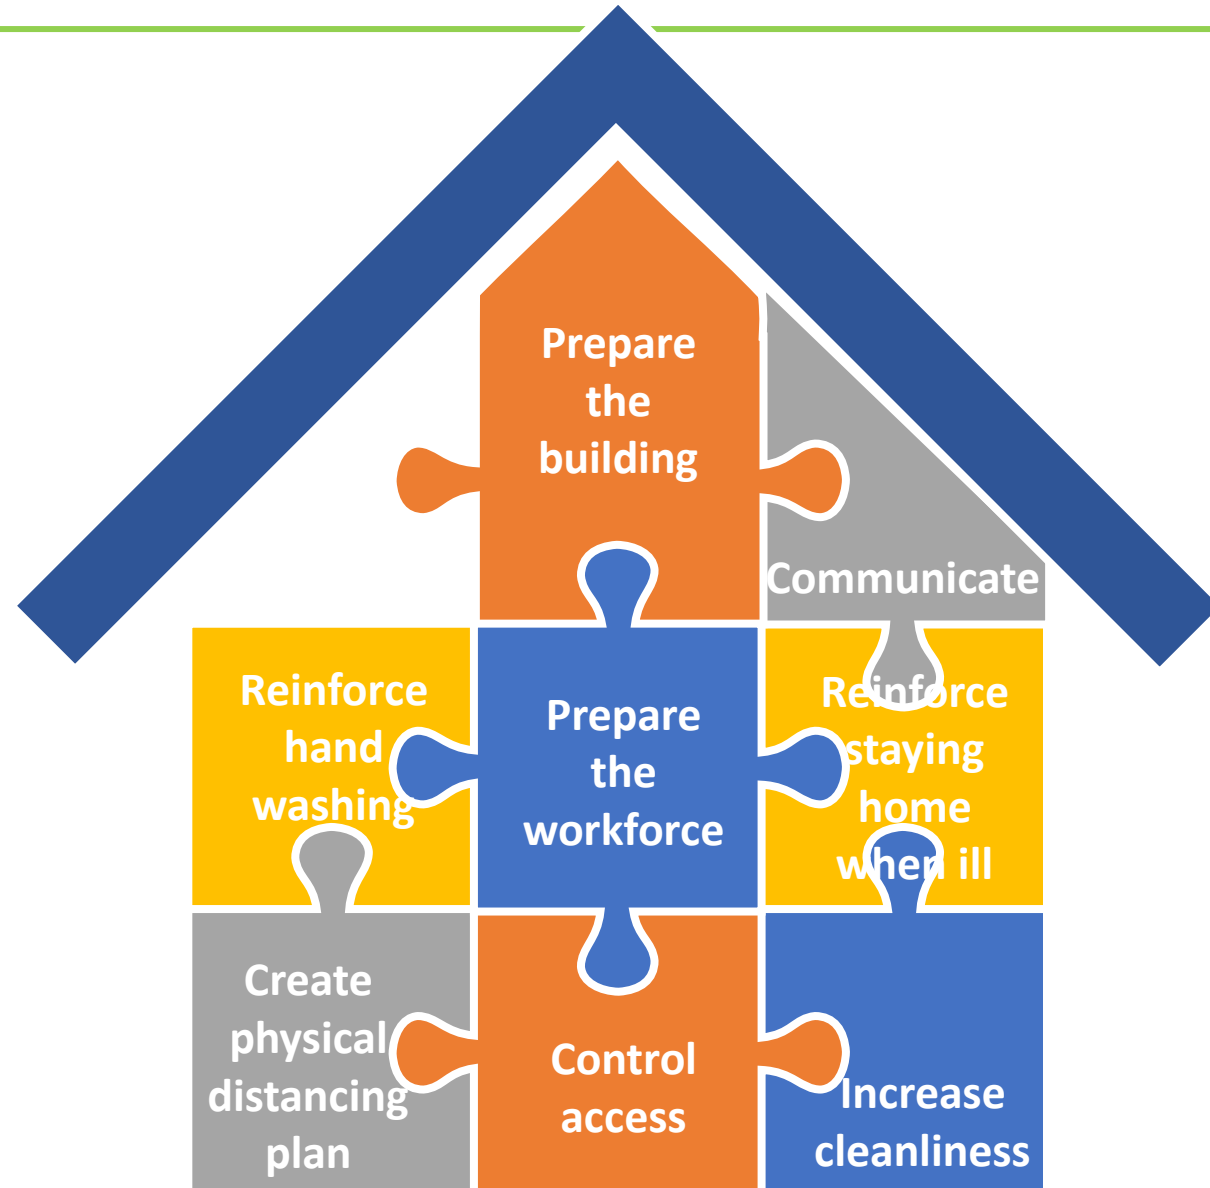 Prepare
the
building
Communicate
Reinforce
hand
washing
Prepare
the
workforce
Reinforce
staying
home
when ill
Create
physical
distancing
plan
Control
access
Increase
cleanliness